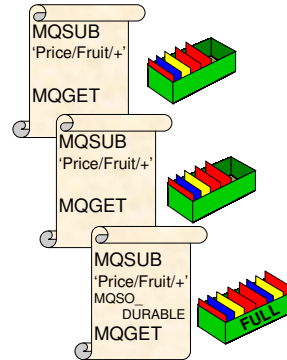 MQSUB
'Price/Fruit/+'
MQGET
MQSUB
'Price/Fruit/+'
MQGET
MQSUB
'Price/Fruit/+'
MQSO_
DURABLE
MQGET
FULL